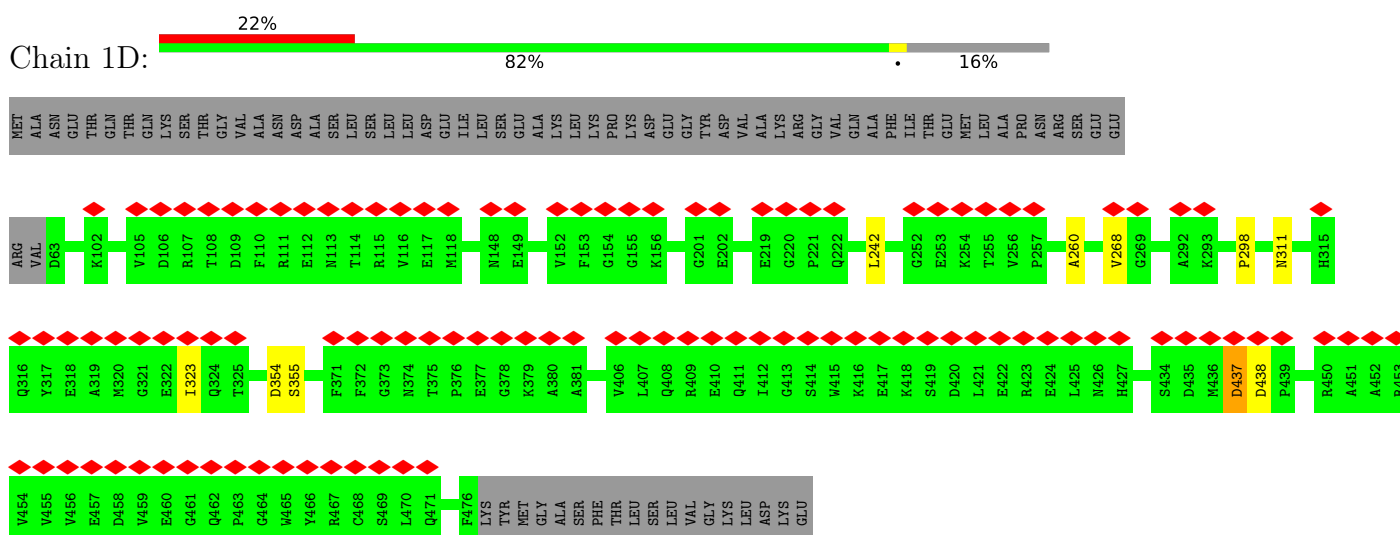 22%
Chain 1D:
82% • 16%
MET ALA ASN GLU THR GLN THR GLN LYS SER THR GLY VAL ALA ASN ASP ALA SER LEU SER LEU LEU ASP GLU ILE LEU SER GLU ALA LYS LEU LYS PRO LYS ASP GLU GLY TYR ASP VAL ALA LYS ARG GLY VAL GLN ALA PHE ILE THR GLU MET LEU ALA PRO ASN ARG SER GLU GLU
ARG VAL D63 K102 V105 D106 R107 T108 D109 F110 R111 E112 N113 T114 R115 V116 E117 M118 N148 E149 V152 F153 G154 G155 K156 G201 E202 E219 G220 P221 Q222 L242 G252 E253 K254 T255 V256 P257 A260 V268 G269 A292 K293 P298 N311 H315
Q316 Y317 E318 A319 M320 G321 E322 I323 Q324 T325 D354 S355 F371 F372 G373 N374 T375 P376 E377 G378 K379 A380 A381 V406 L407 Q408 R409 E410 Q411 I412 G413 S414 W415 K416 E417 K418 S419 D420 L421 E422 R423 E424 L425 N426 H427 S434 D435 M436 D437 D438 P439 R450 A451 A452
V454 V455 V456 E457 D458 V459 E460 G461 Q462 P463 G464 W465 Y466 R467 C468 S469 L470 Q471 F476 LYS TYR MET GLY ALA SER PHE THR LEU SER LEU VAL GLY LYS LEU ASP LYS GLU